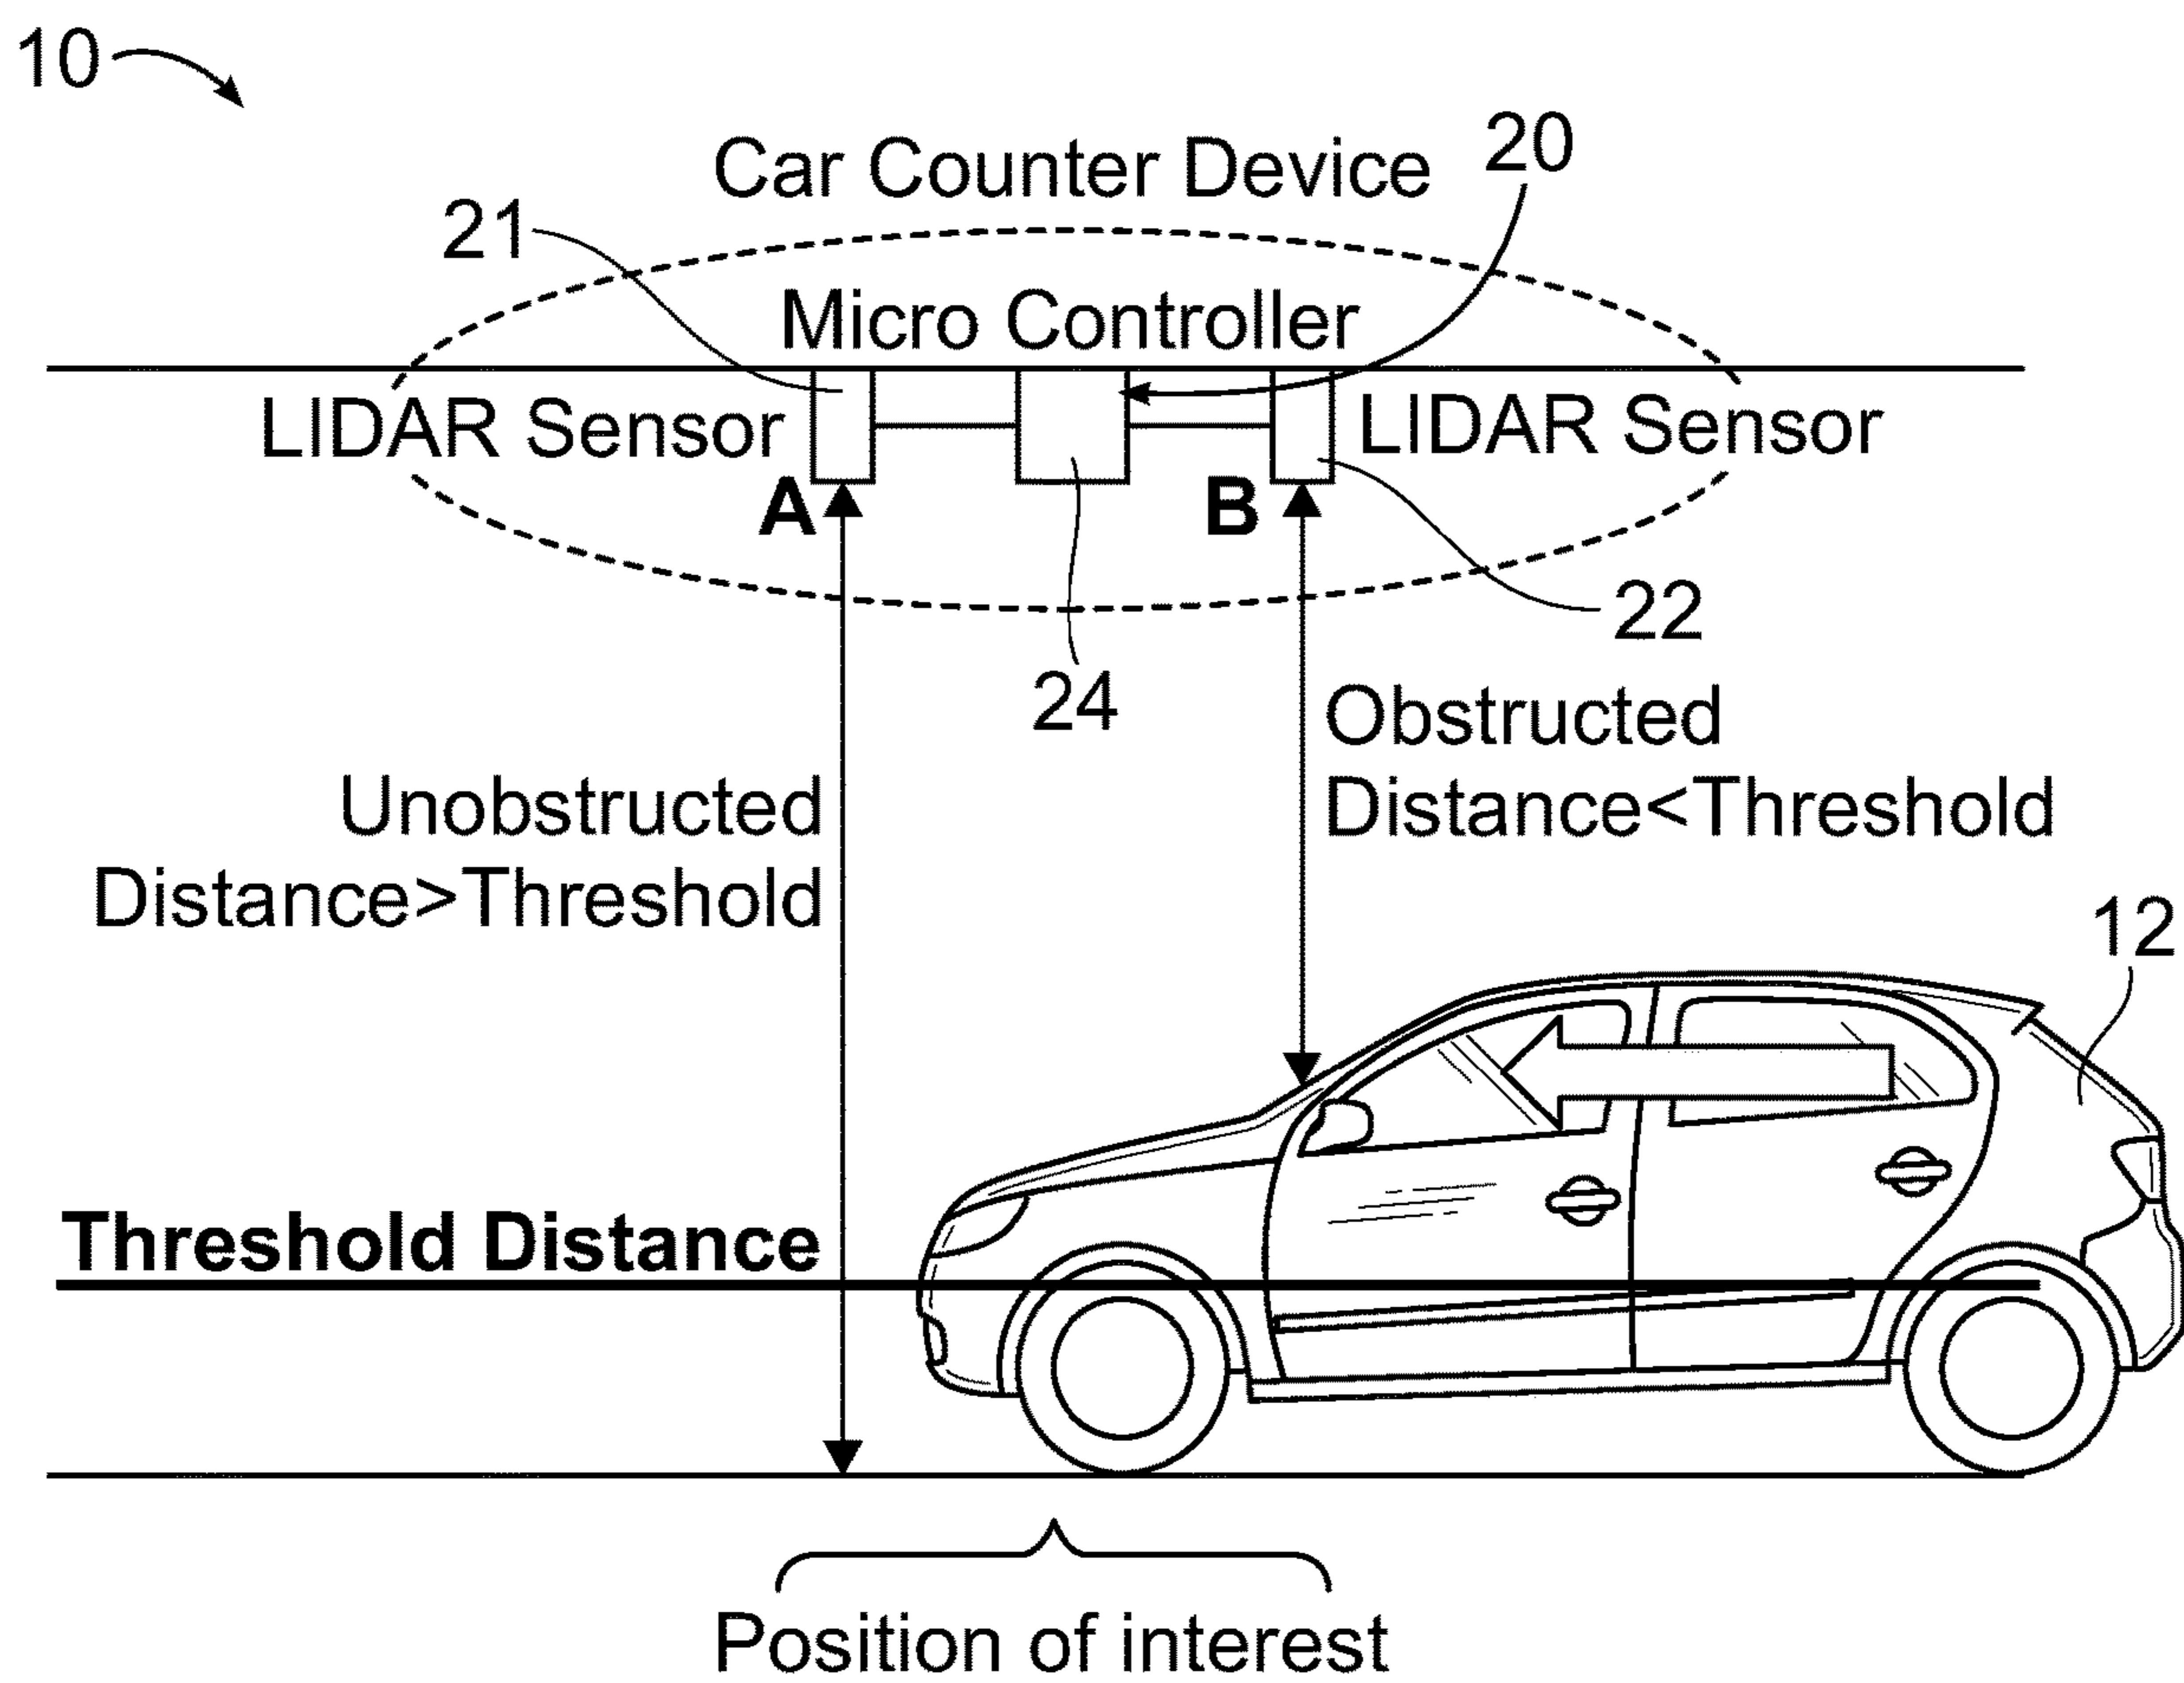 10
Car Counter Device
20
21
Micro Controller
LIDAR Sensor
LIDAR Sensor
A
B
22
24
Obstructed
Distance<Threshold
Unobstructed
Distance>Threshold
12
Threshold Distance
Position of interest